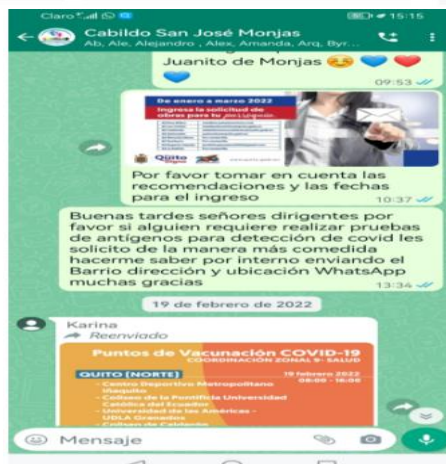 Claro
15:15
Cabildo San José Monjas
Ab, Ale, Alejandro , Alex, Amanda, Arq, Byr...
Juanito de Monjas
09:53
De enero a marzo 2022
Ingresa la solicitud de
obras para tu
Quito
Por favor tomar en cuenta las
recomendaciones y las fechas
para el ingreso
10:37
Buenas tardes señores dirigentes por
favor si alguien requiere realizar pruebas
de antígenos para detección de covid les
solicito de la manera más comedida
hacerme saber por interno enviando el
Barrio dirección y ubicación WhatsApp
muchas gracias
13:34
19 de febrero de 2022
Karina
Reenviado
Puntos de Vacunación COVID-19
COORDINACIÓN ZONAL 9- SALUD
QUITO (NORTE)
19 febrero 2022
08:00 - 16:00
- Centro Deportivo Metropolitano
Iñaquito
- Coliseo de la Pontificia Universidad
Católica del Ecuador
- Universidad de las Américas -
UDLA Granados
- Coliseo de Calderón
Mensaje